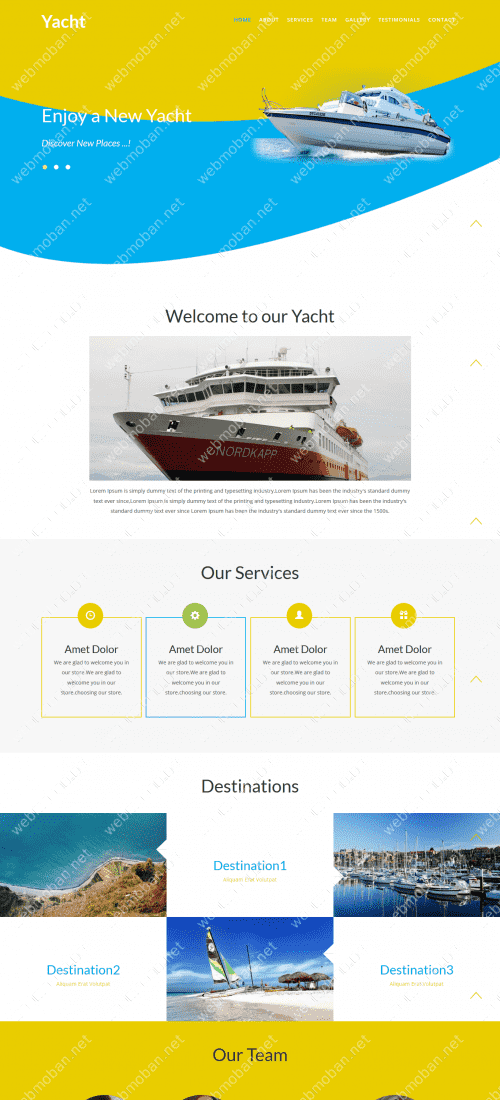 Yacht
HOME ABOUT SERVICES TEAM GALLERY TESTIMONIALS CONTACT
Enjoy a New Yacht
Discover New Places ...!
Welcome to our Yacht
NORDKAPP
Lorem Ipsum is simply dummy text of the printing and typesetting industry.Lorem Ipsum has been the industry's standard dummy
text ever since.Lorem Ipsum is simply dummy text of the printing and typesetting industry.Lorem Ipsum has been the industry's
standard dummy text ever since Lorem Ipsum has been the industry's standard dummy text ever since the 1500s.
Our Services
Amet Dolor
We are glad to welcome you in
our store.We are glad to
welcome you in our
store.choosing our store.
Amet Dolor
We are glad to welcome you in
our store.We are glad to
welcome you in our
store.choosing our store.
Amet Dolor
We are glad to welcome you in
our store.We are glad to
welcome you in our
store.choosing our store.
Amet Dolor
We are glad to welcome you in
our store.We are glad to
welcome you in our
store.choosing our store.
Destinations
Destination1
Aliquam Erat Volutpat
Destination2
Aliquam Erat Volutpat
Destination3
Aliquam Erat Volutpat
Our Team
webmoban.net